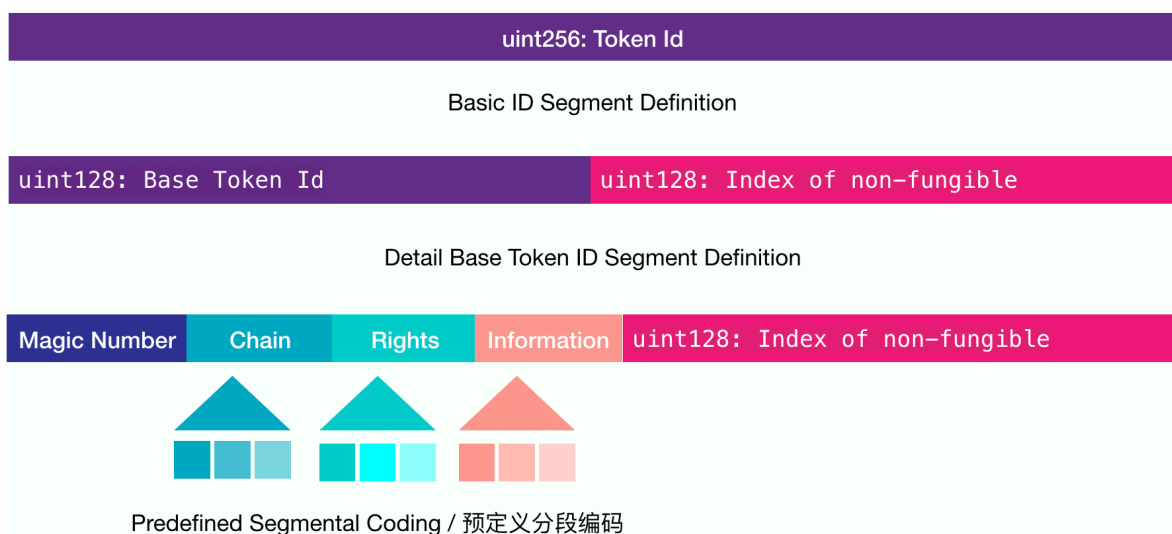 uint256: Token Id
Basic ID Segment Definition
uint128: Base Token Id uint128: Index of non-fungible
Detail Base Token ID Segment Definition
Magic Number Chain Rights Information uint128: Index of non-fungible
Predefined Segmental Coding / 预定义分段编码